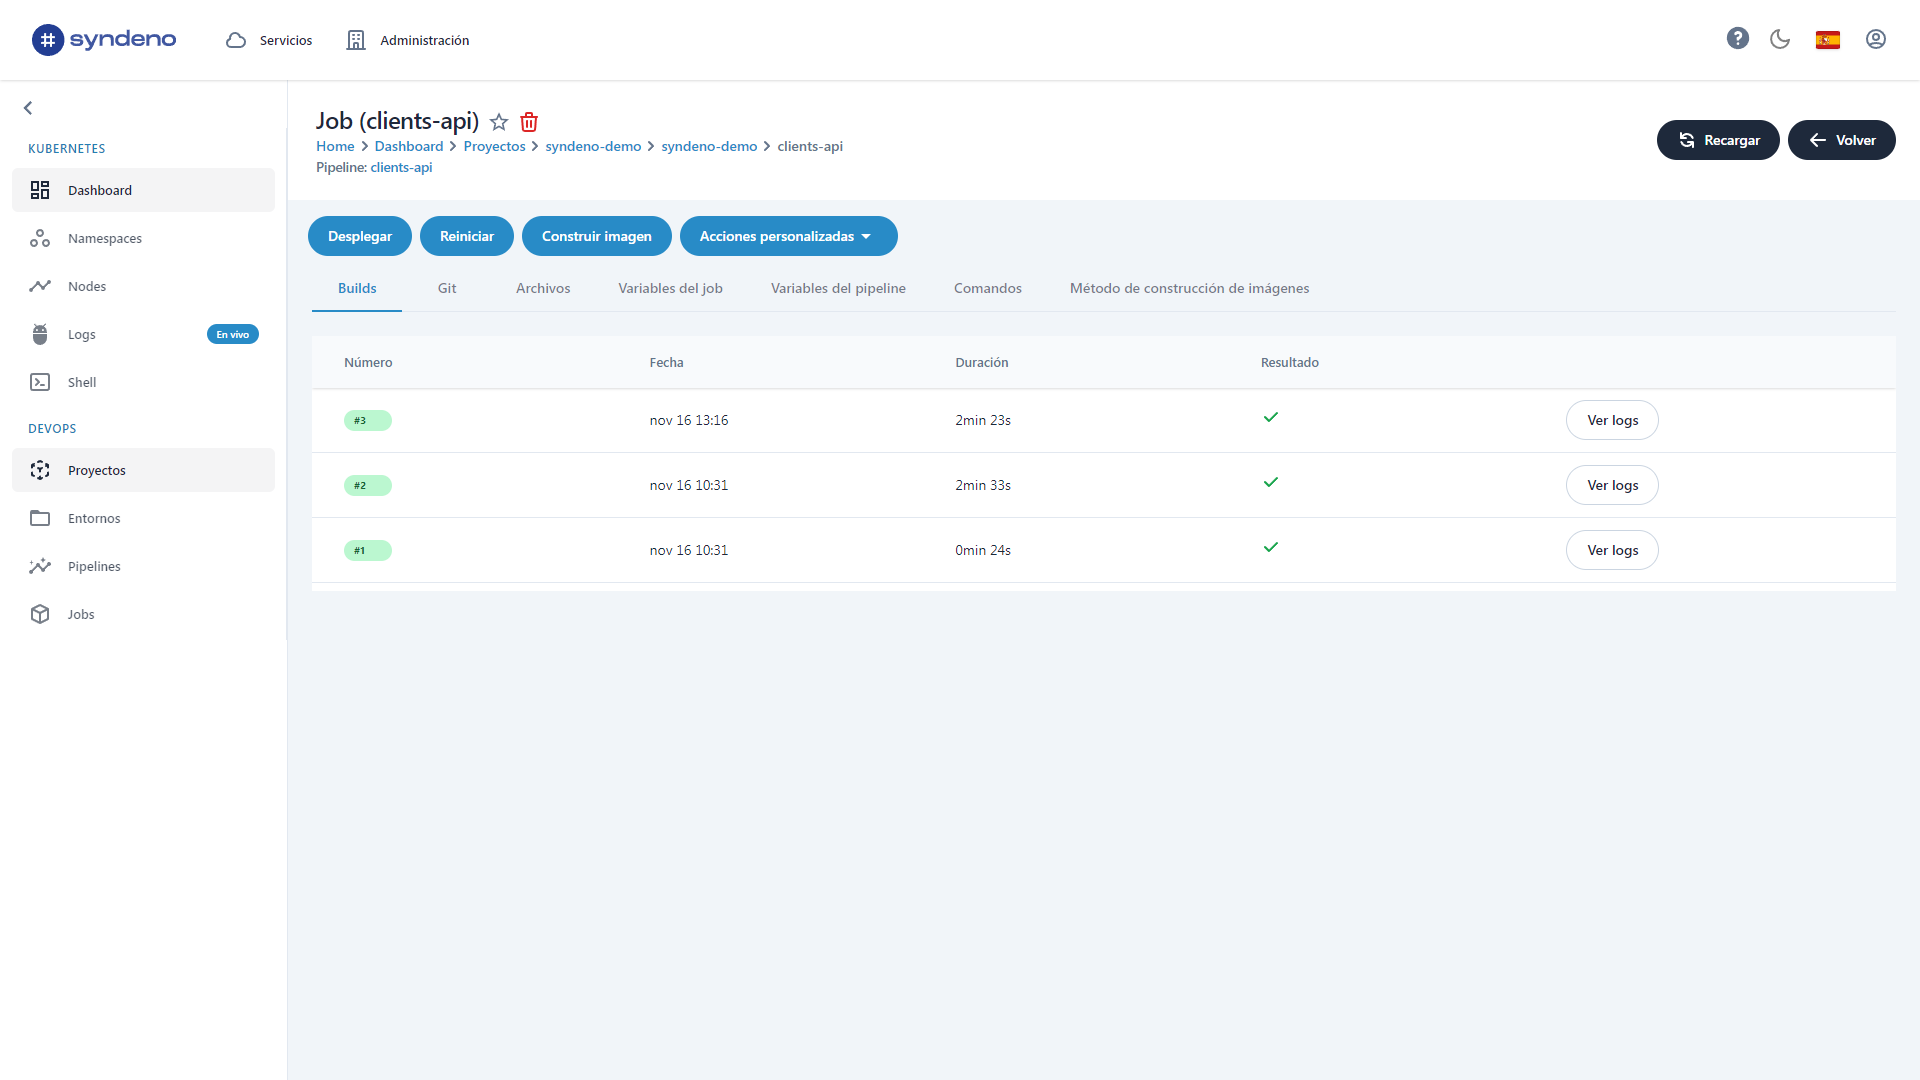 syndeno
Servicios
Administración
KUBERNETES
Dashboard
Namespaces
Nodes
Logs
En vivo
Shell
DEVOPS
Proyectos
Entornos
Pipelines
Jobs
Job (clients-api)
Home > Dashboard > Proyectos > syndeno-demo > syndeno-demo > clients-api
Pipeline: clients-api
Recargar
Volver
Desplegar
Reiniciar
Construir imagen
Acciones personalizadas
Builds
Git
Archivos
Variables del job
Variables del pipeline
Comandos
Método de construcción de imágenes
Número Fecha Duración Resultado
#3 nov 16 13:16 2min 23s Ver logs
#2 nov 16 10:31 2min 33s Ver logs
#1 nov 16 10:31 0min 24s Ver logs